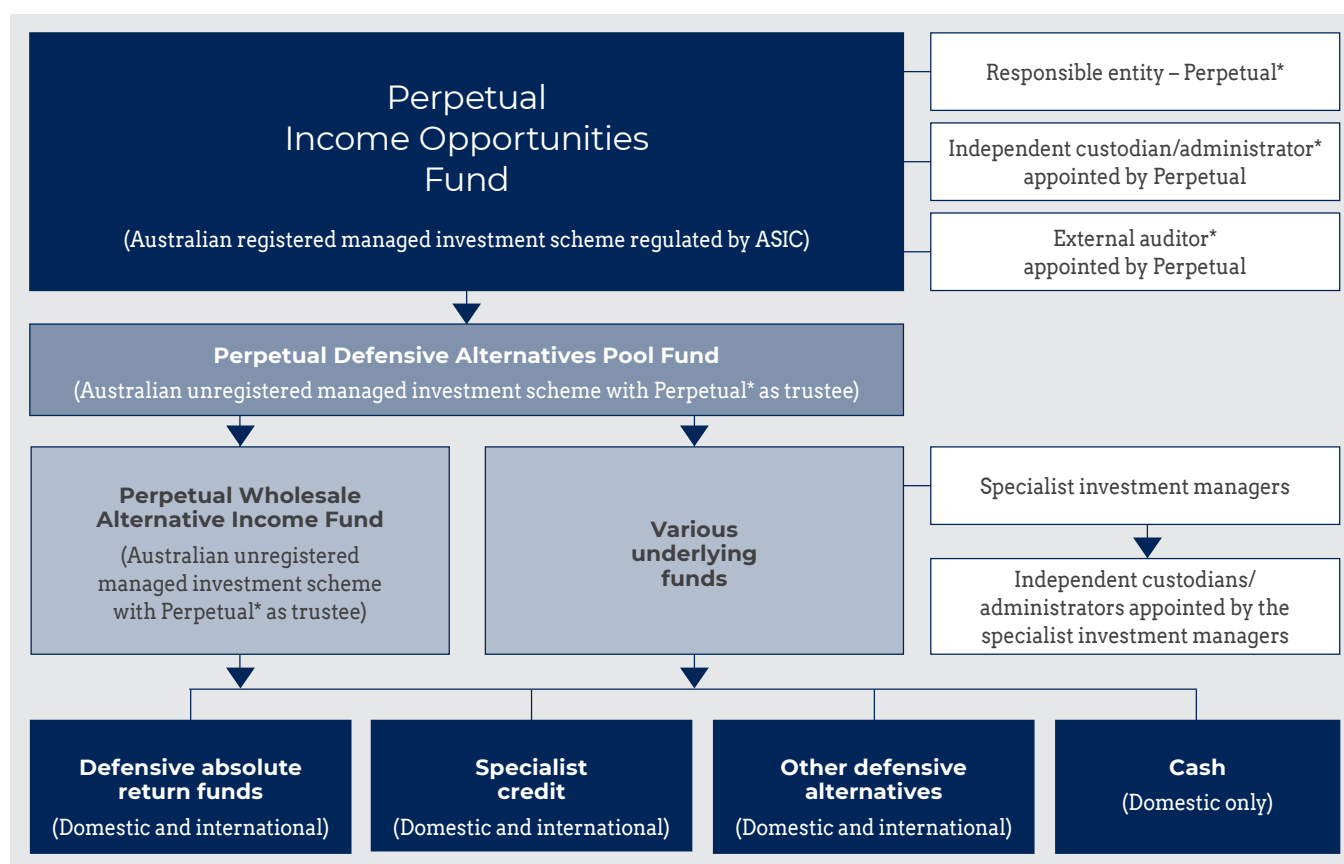 Perpetual
Income Opportunities
Fund
(Australian registered managed investment scheme regulated by ASIC)
Responsible entity – Perpetual*
Independent custodian/administrator*
appointed by Perpetual
External auditor*
appointed by Perpetual
Perpetual Defensive Alternatives Pool Fund
(Australian unregistered managed investment scheme with Perpetual* as trustee)
Perpetual Wholesale
Alternative Income Fund
(Australian unregistered
managed investment scheme
with Perpetual* as trustee)
Various
underlying
funds
Specialist investment managers
Independent custodians/
administrators appointed by the
specialist investment managers
Defensive absolute
return funds
(Domestic and international)
Specialist
credit
(Domestic and international)
Other defensive
alternatives
(Domestic and international)
Cash
(Domestic only)